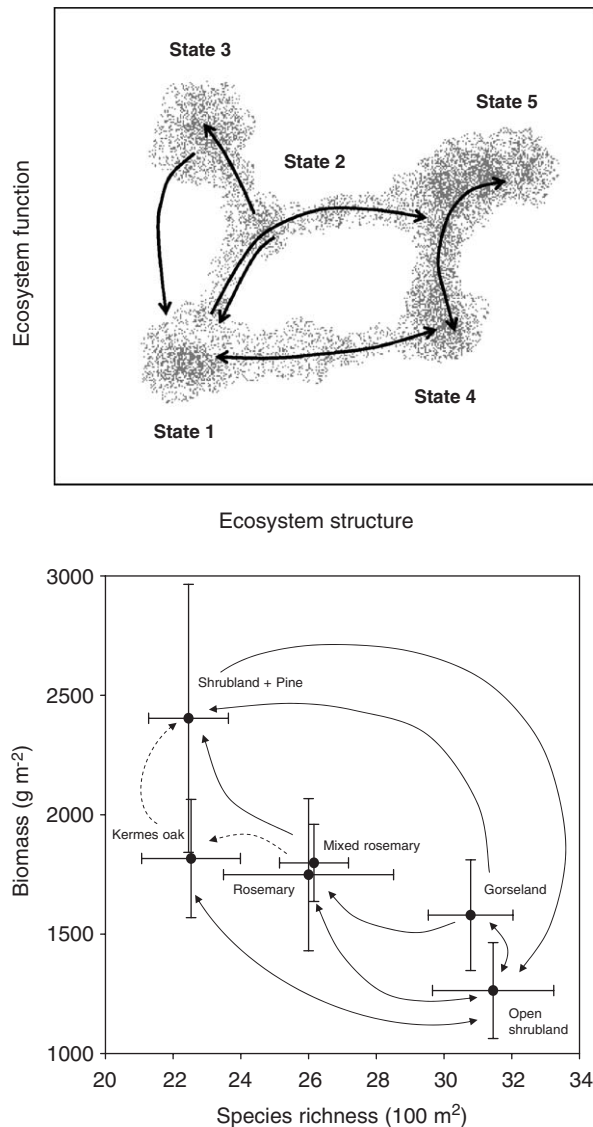 State 3
State 5
State 2
State 4
State 1
Ecosystem function
Ecosystem structure
3000
2500
2000
1500
1000
Biomass (g m-2)
Shrubland + Pine
Kermes oak
Mixed rosemary
Rosemary
Gorseland
Open
shrubland
20 22 24 26 28 30 32 34
Species richness (100 m²)